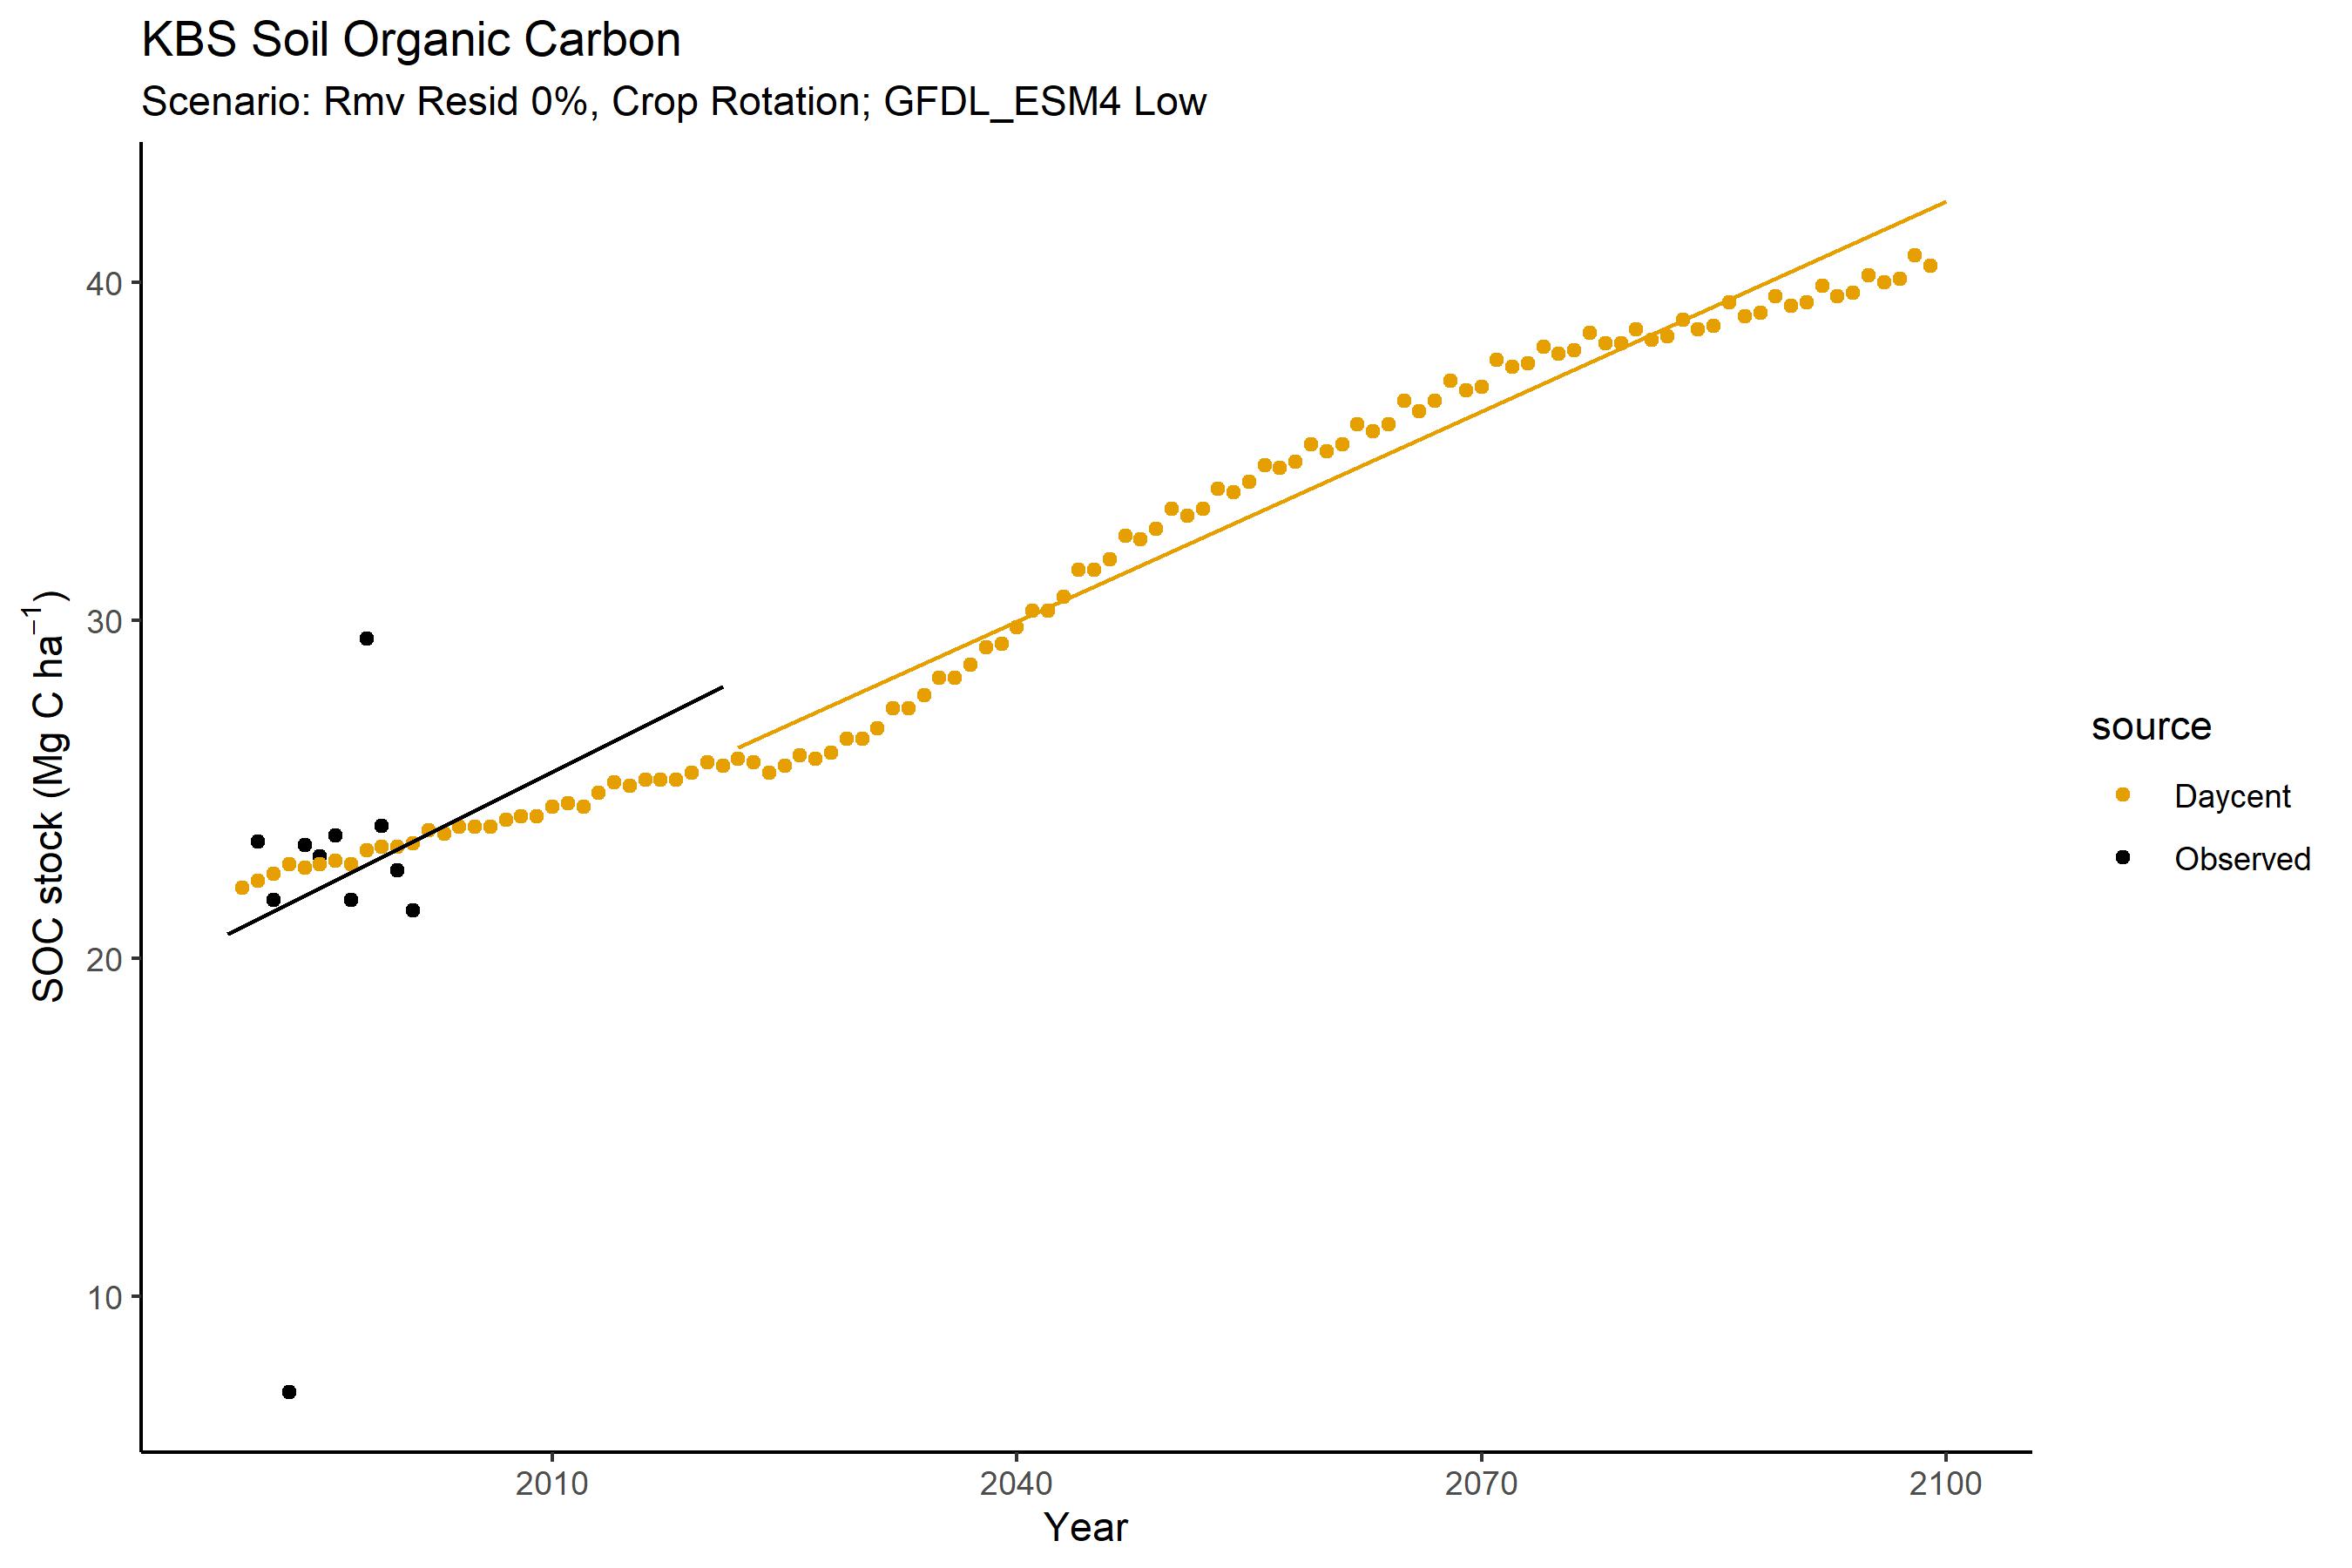 KBS Soil Organic Carbon
Scenario: Rmv Resid 0%, Crop Rotation; GFDL_ESM4 Low
SOC stock (Mg C ha⁻¹)
40
30
20
10
2010
2040
2070
2100
Year
source
Daycent
Observed